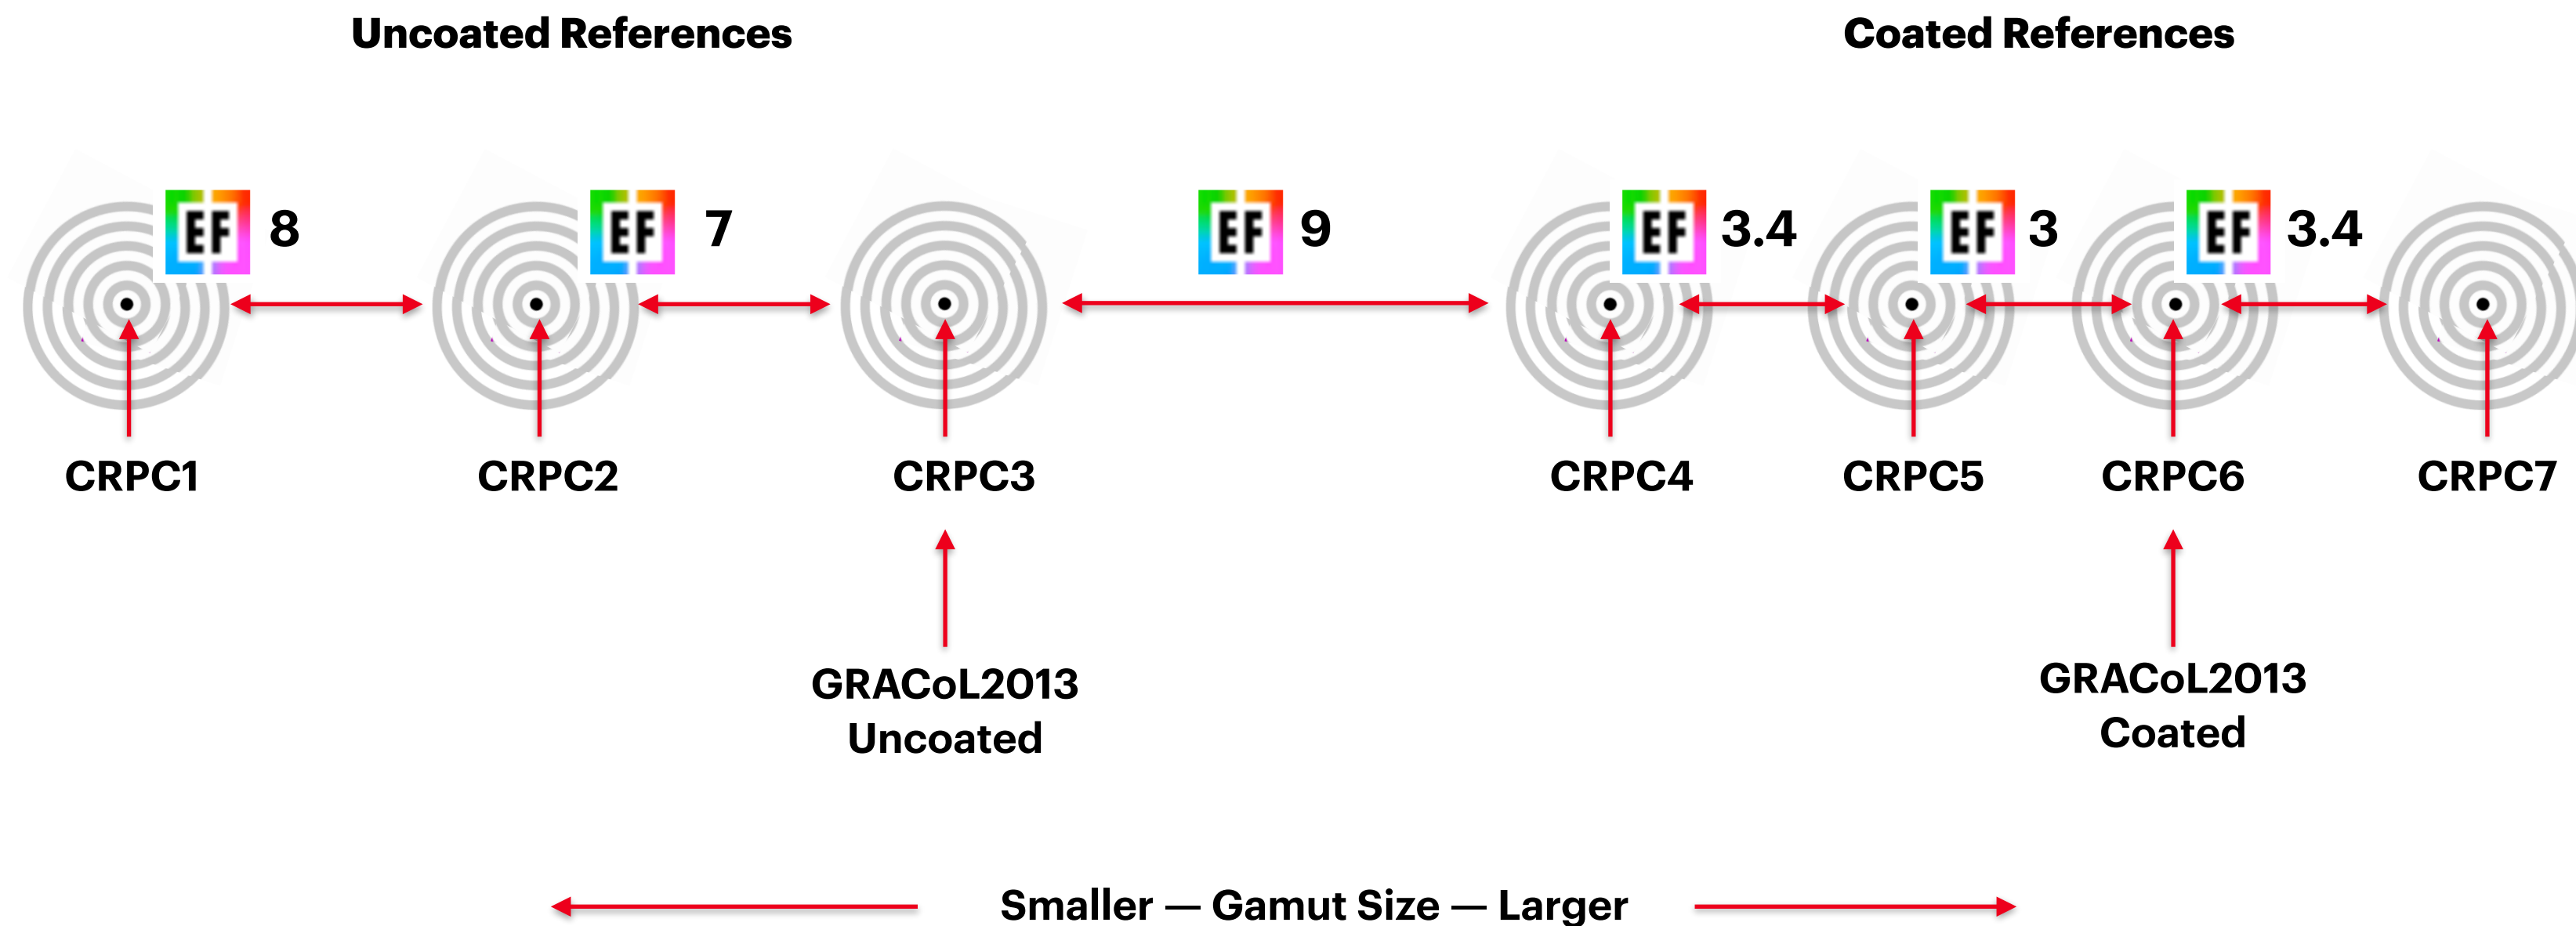 Uncoated References
Coated References
EF 8
EF 7
EF 9
EF 3.4
EF 3
EF 3.4
CRPC1
CRPC2
CRPC3
CRPC4
CRPC5
CRPC6
CRPC7
GRACoL2013
Uncoated
GRACoL2013
Coated
Smaller — Gamut Size — Larger